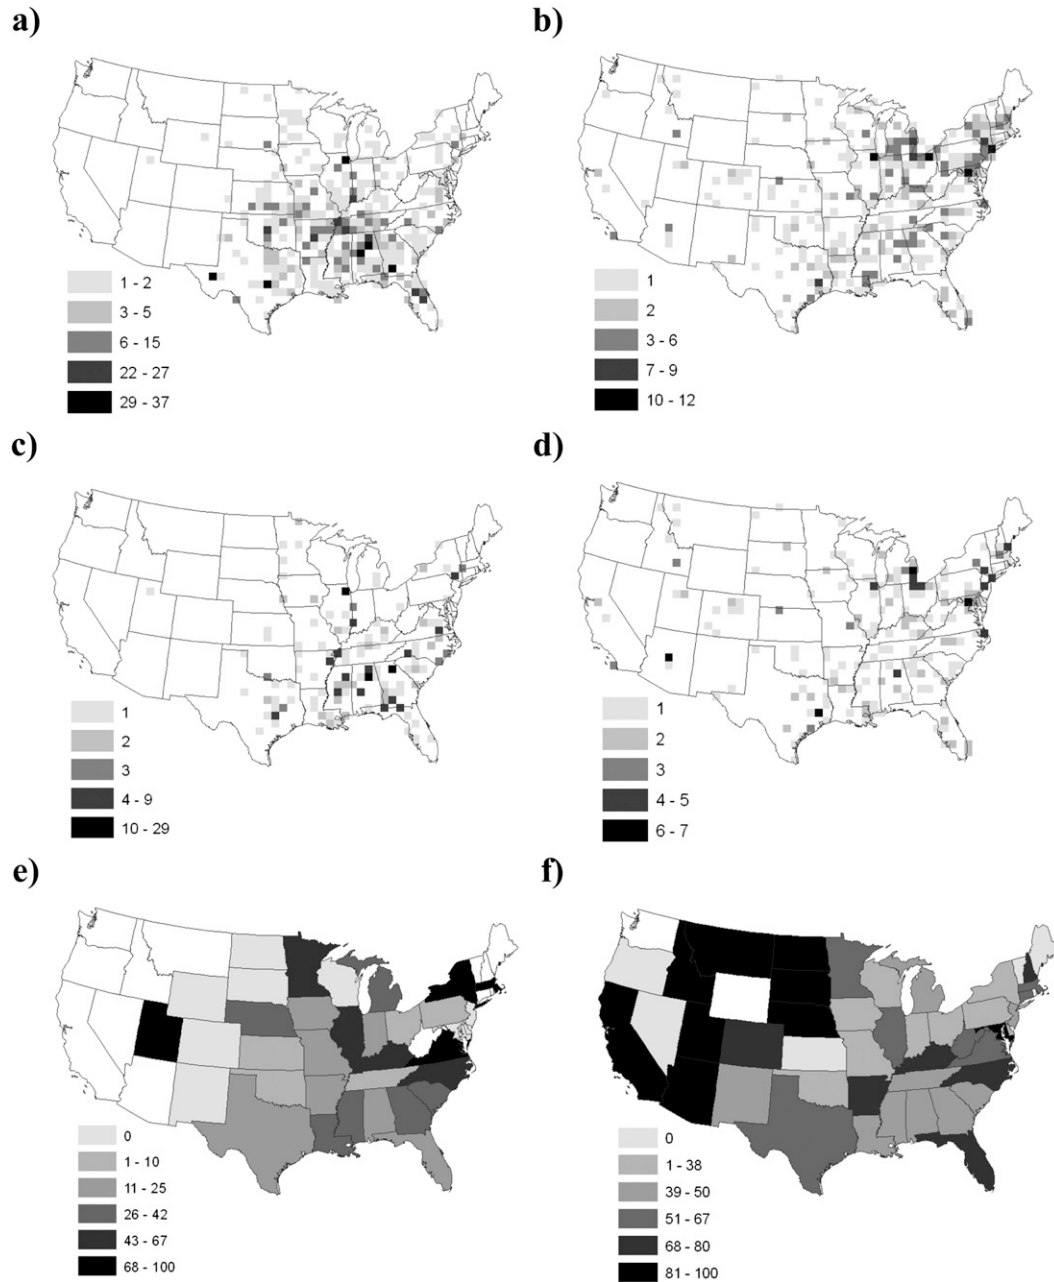 a)
1 - 2
3 - 5
6 - 15
22 - 27
29 - 37
b)
1
2
3 - 6
7 - 9
10 - 12
c)
1
2
3
4 - 9
10 - 29
d)
1
2
3
4 - 5
6 - 7
e)
0
1 - 10
11 - 25
26 - 42
43 - 67
68 - 100
f)
0
1 - 38
39 - 50
51 - 67
68 - 80
81 - 100